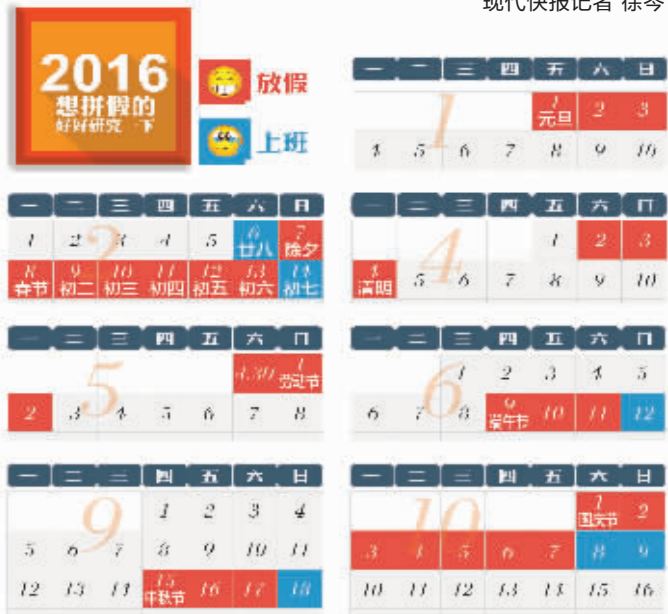 现代快报记者 徐岑
2016
想拼假的
好好研究一下
放假
上班
一 二 三 四 五 六 日
1
1 2 3
元旦
4 5 6 7 8 9 10
一 二 三 四 五 六 日
2
1 2 3 4 5 6 7
廿八 除夕
8 9 10 11 12 13 14
春节 初二 初三 初四 初五 初六 初七
一 二 三 四 五 六 日
4
1 2 3
4 5 6 7 8 9 10
清明
一 二 三 四 五 六 日
5
4.30 1
劳动节
2 3 4 5 6 7 8
一 二 三 四 五 六 日
6
1 2 3 4 5
6 7 8 9 10 11 12
端午节
一 二 三 四 五 六 日
9
1 2 3 4
5 6 7 8 9 10 11
12 13 14 15 16 17 18
中秋节
一 二 三 四 五 六 日
10
1 2
国庆节
3 4 5 6 7 8 9
10 11 12 13 14 15 16